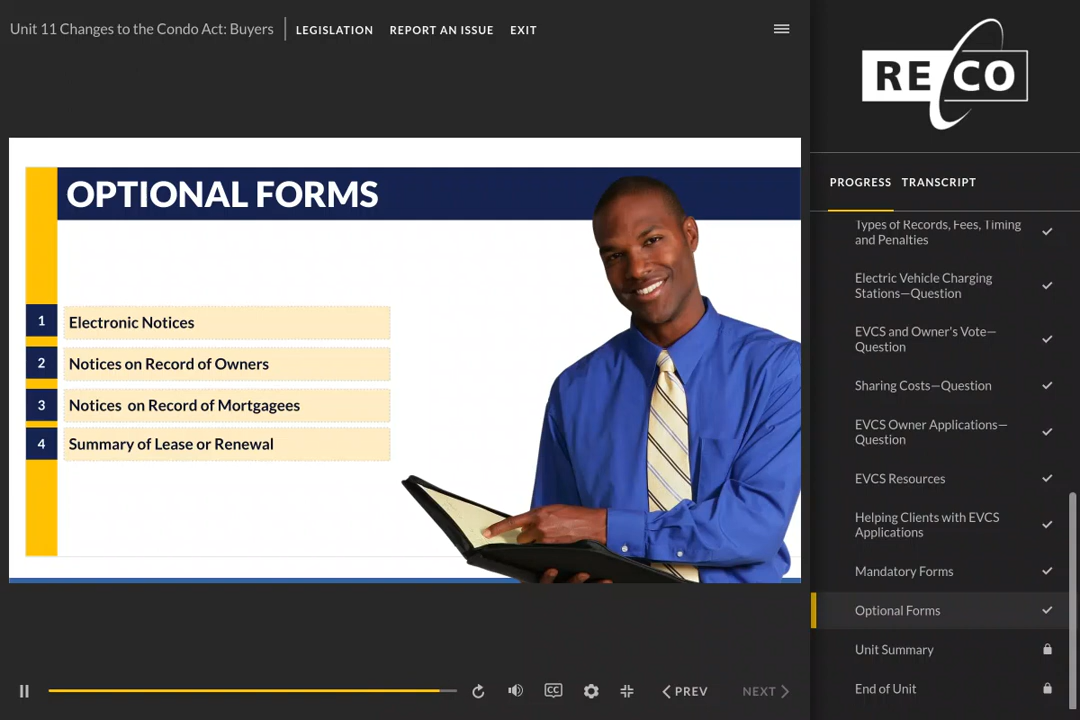 Unit 11 Changes to the Condo Act: Buyers
LEGISLATION
REPORT AN ISSUE
EXIT
OPTIONAL FORMS
1 Electronic Notices
2 Notices on Record of Owners
3 Notices on Record of Mortgagees
4 Summary of Lease or Renewal
CC
PREV
NEXT
RECO
PROGRESS
TRANSCRIPT
Types of Records, Fees, Timing
and Penalties
Electric Vehicle Charging
Stations—Question
EVCS and Owner's Vote—
Question
Sharing Costs—Question
EVCS Owner Applications—
Question
EVCS Resources
Helping Clients with EVCS
Applications
Mandatory Forms
Optional Forms
Unit Summary
End of Unit